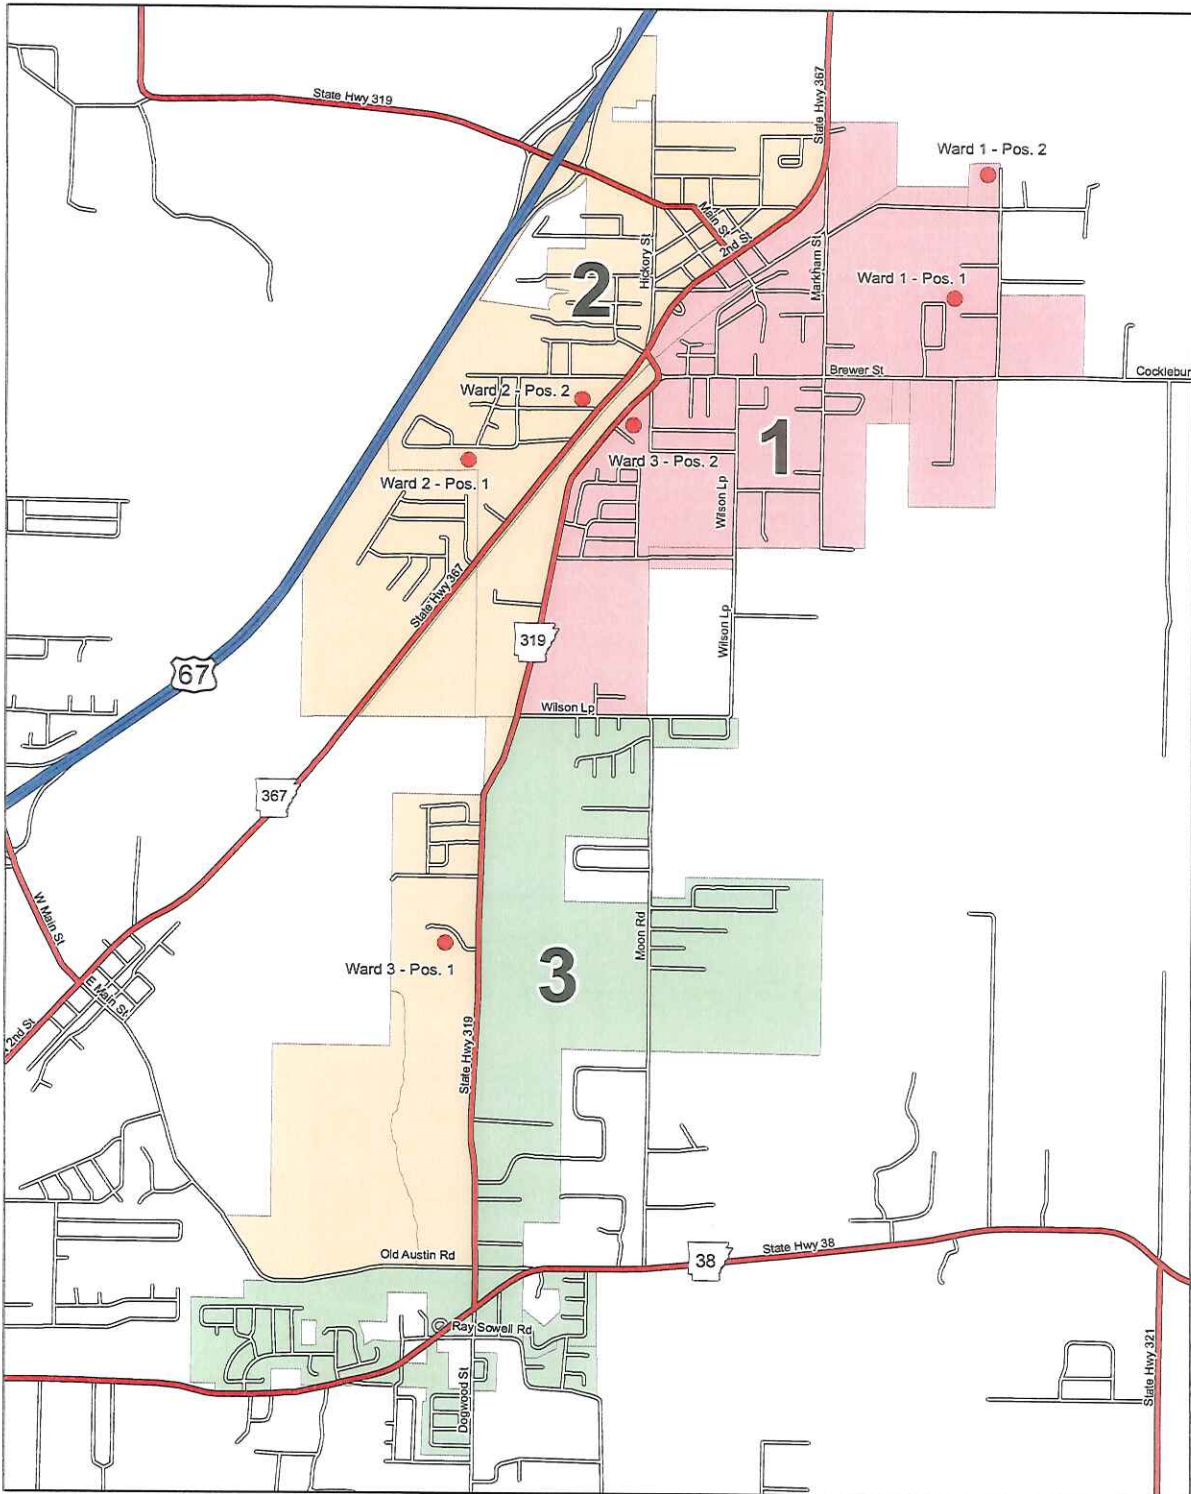 State Hwy 319
State Hwy 367
Ward 1 - Pos. 2
Main St
2nd St
Hickory St
Markham St
2
Ward 1 - Pos. 1
Brewer St
Cocklebur
Ward 2 - Pos. 2
1
Ward 3 - Pos. 2
Ward 2 - Pos. 1
Wilson Lp
State Hwy 367
Wilson Lp
319
67
Wilson Lp
367
W Main St
Moon Rd
Ward 3 - Pos. 1
3
E Main St
2nd St
State Hwy 319
Old Austin Rd
38
State Hwy 38
Ray Sowell Rd
Dogwood St
State Hwy 321